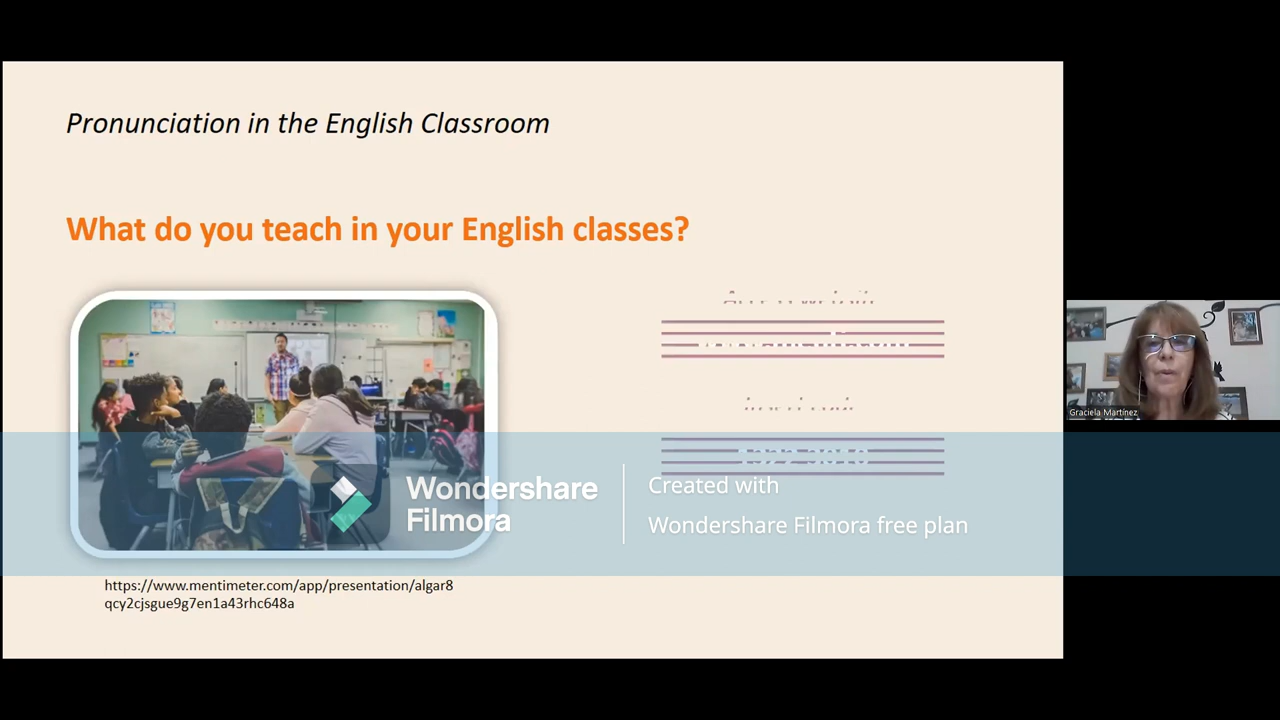 Pronunciation in the English Classroom
What do you teach in your English classes?
Graciela Martínez
Wondershare
Filmora
Created with
Wondershare Filmora free plan
https://www.mentimeter.com/app/presentation/algar8
qcy2cjsgue9g7en1a43rhc648a